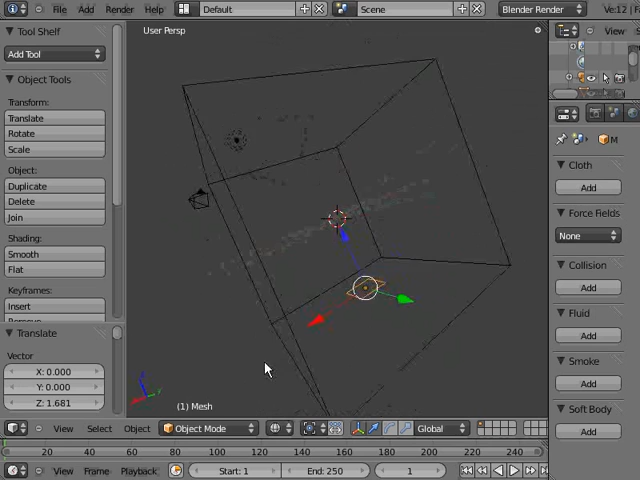 File Add Render Help Default Scene Blender Render Ve:12 | Fa
Tool Shelf
Add Tool
Object Tools
Transform:
Translate
Rotate
Scale
Object:
Duplicate
Delete
Join
Shading:
Smooth
Flat
Keyframes:
Insert
Translate
Vector
X: 0.000
Y: 0.000
Z: 1.681
User Persp
(1) Mesh
View
M
Cloth
Add
Force Fields
None
Collision
Add
Fluid
Add
Smoke
Add
Soft Body
Add
View Select Object Object Mode Global
20 40 60 80 100 120 140 160 180 200 220 240
View Frame Playback Start: 1 End: 250 1